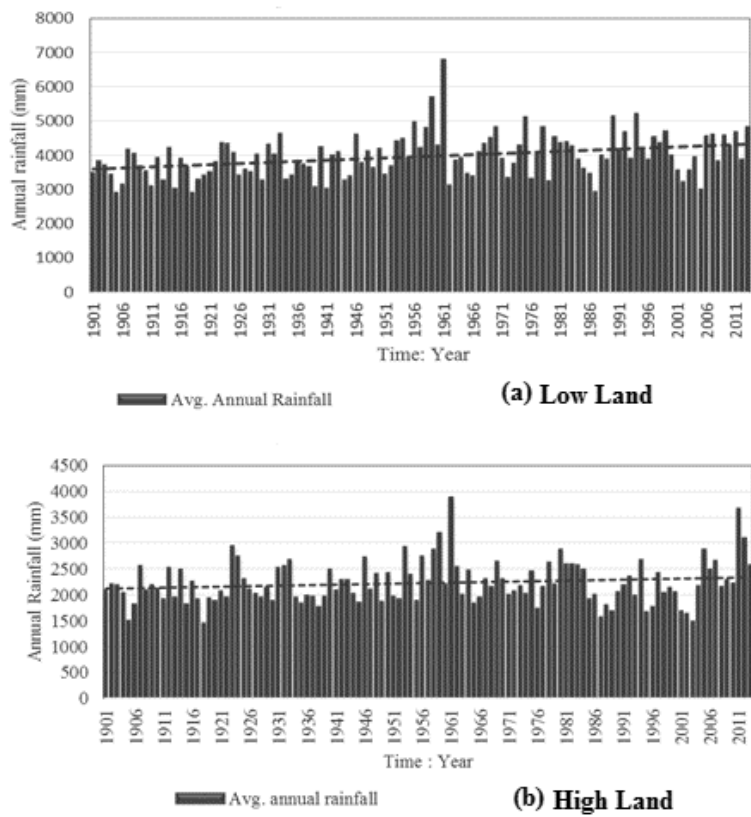 8000
7000
6000
5000
4000
3000
2000
1000
0
Annual rainfall (mm)
1901 1906 1911 1916 1921 1926 1931 1936 1941 1946 1951 1956 1961 1966 1971 1976 1981 1986 1991 1996 2001 2006 2011
Time: Year
Avg. Annual Rainfall
(a) Low Land
4500
4000
3500
3000
2500
2000
1500
1000
500
0
Annual Rainfall (mm)
1901 1906 1911 1916 1921 1926 1931 1936 1941 1946 1951 1956 1961 1966 1971 1976 1981 1986 1991 1996 2001 2006 2011
Time : Year
Avg. annual rainfall
(b) High Land